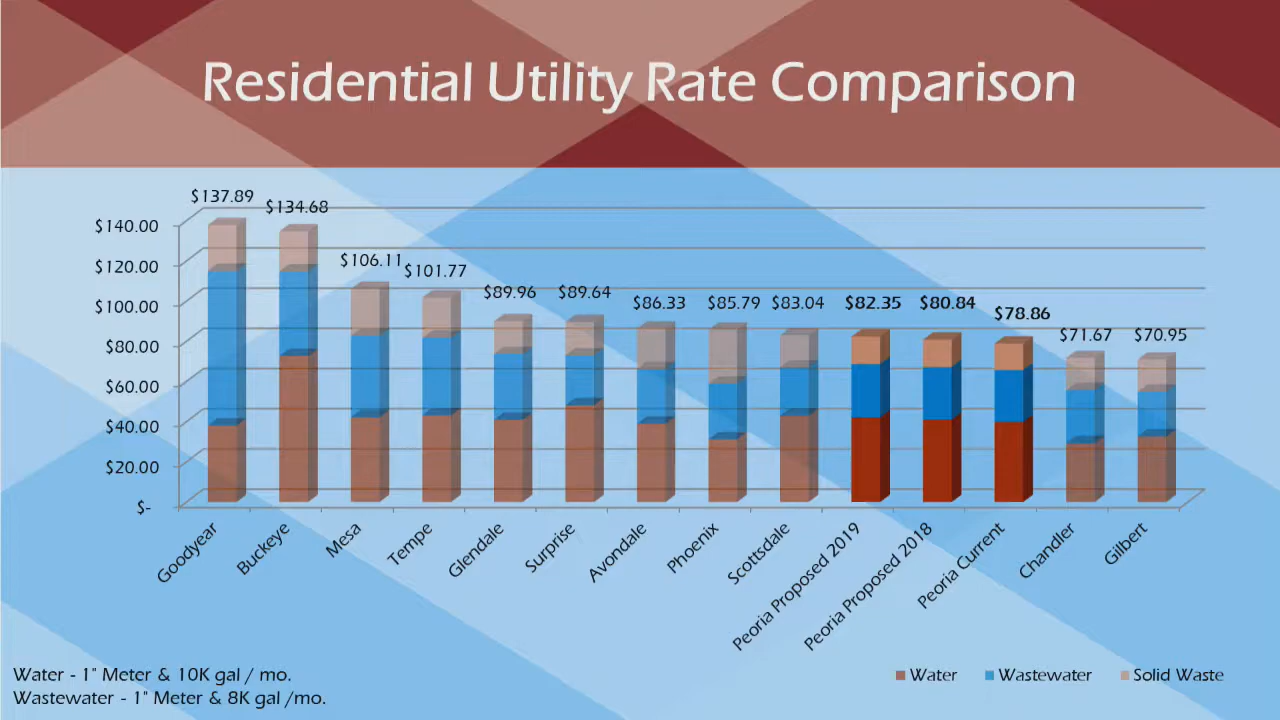 Residential Utility Rate Comparison
$137.89
$134.68
$106.11
$101.77
$89.96
$89.64
$86.33
$85.79
$83.04
$82.35
$80.84
$78.86
$71.67
$70.95
$140.00
$120.00
$100.00
$80.00
$60.00
$40.00
$20.00
$-
Goodyear
Buckeye
Mesa
Tempe
Glendale
Surprise
Avondale
Phoenix
Scottsdale
Peoria Proposed 2019
Peoria Proposed 2018
Peoria Current
Chandler
Gilbert
Water - 1" Meter & 10K gal / mo.
Wastewater - 1" Meter & 8K gal /mo.
Water
Wastewater
Solid Waste